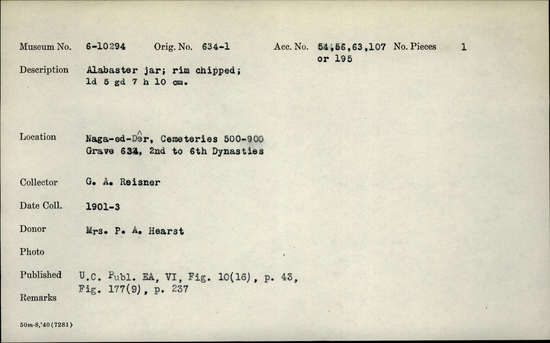 Museum No. 6-10294 Orig. No. 634-1 Acc. No. 54,56,63,107 No. Pieces 1
or 195
Description Alabaster jar; rim chipped;
ld 5 gd 7 h 10 cm.
Location Naga-ed-Dêr, Cemeteries 500-900
Grave 634, 2nd to 6th Dynasties
Collector G. A. Reisner
Date Coll. 1901-3
Donor Mrs. P. A. Hearst
Photo
Published U.C. Publ. EA, VI, Fig. 10(16), p. 43,
Fig. 177(9), p. 237
Remarks
50m-8,'40(7281)